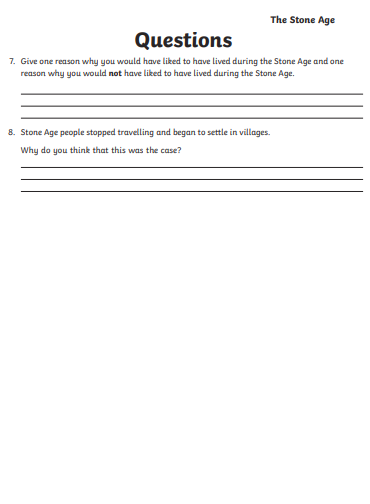 The Stone Age
Questions
7. Give one reason why you would have liked to have lived during the Stone Age and one
reason why you would not have liked to have lived during the Stone Age.
8. Stone Age people stopped travelling and began to settle in villages.
Why do you think that this was the case?